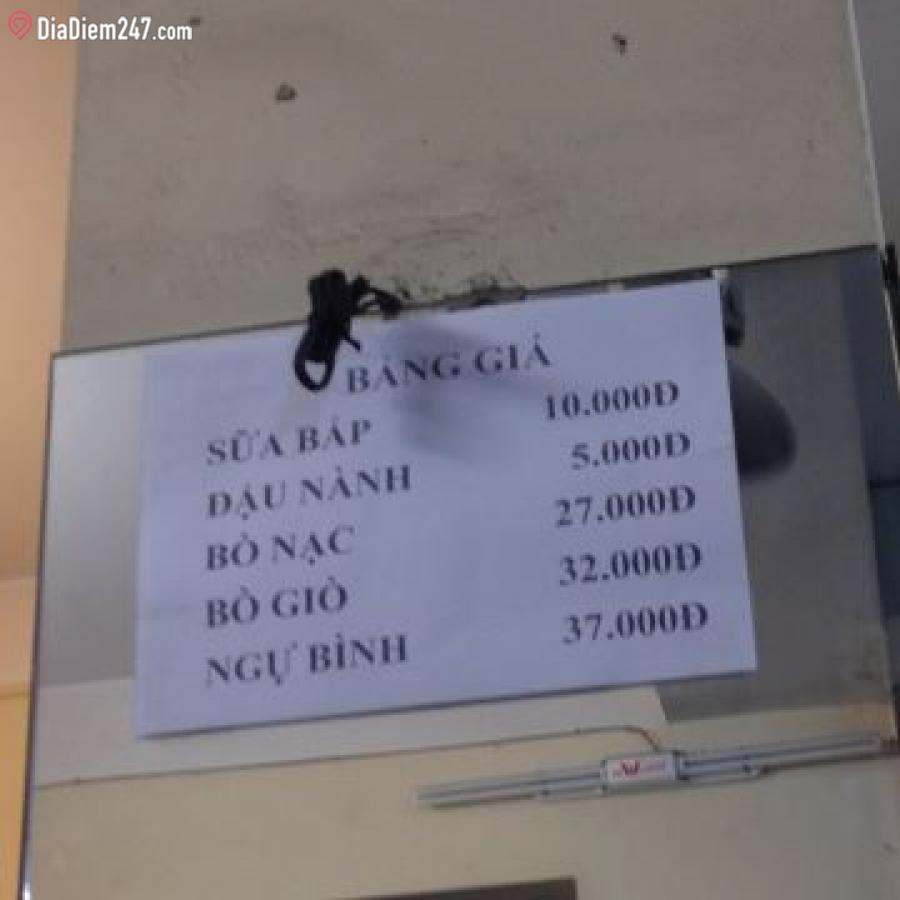 DiaDiem247.com
BẢNG GIÁ
SỮA BẮP 10.000Đ
ĐẬU NÀNH 5.000Đ
BÒ NẠC 27.000Đ
BÒ GIÒ 32.000Đ
NGỰ BÌNH 37.000Đ